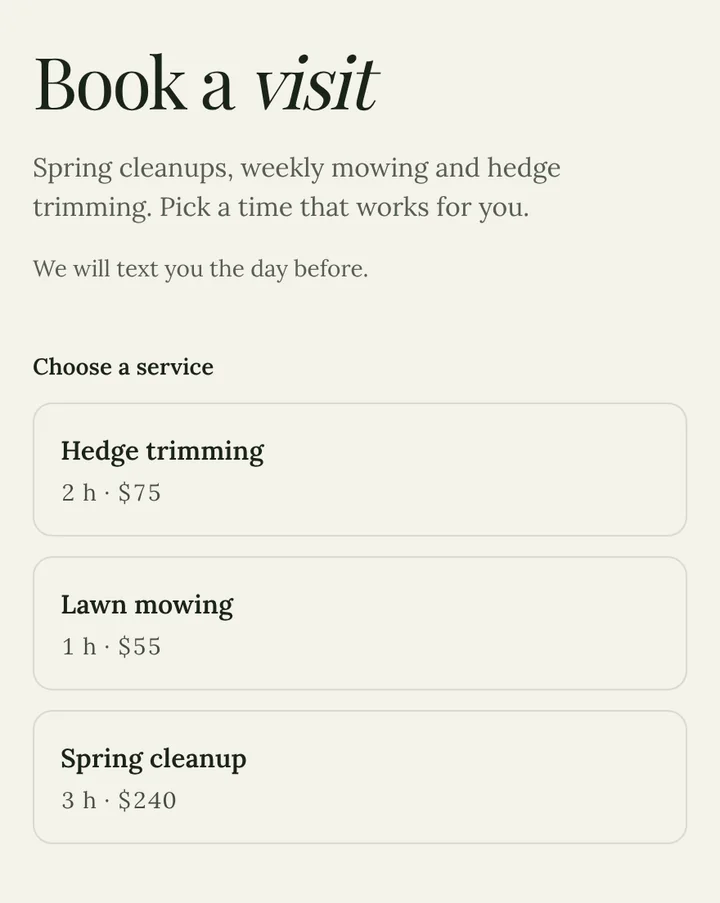 Book a visit
Spring cleanups, weekly mowing and hedge
trimming. Pick a time that works for you.
We will text you the day before.
Choose a service
Hedge trimming
2 h · $75
Lawn mowing
1 h · $55
Spring cleanup
3 h · $240